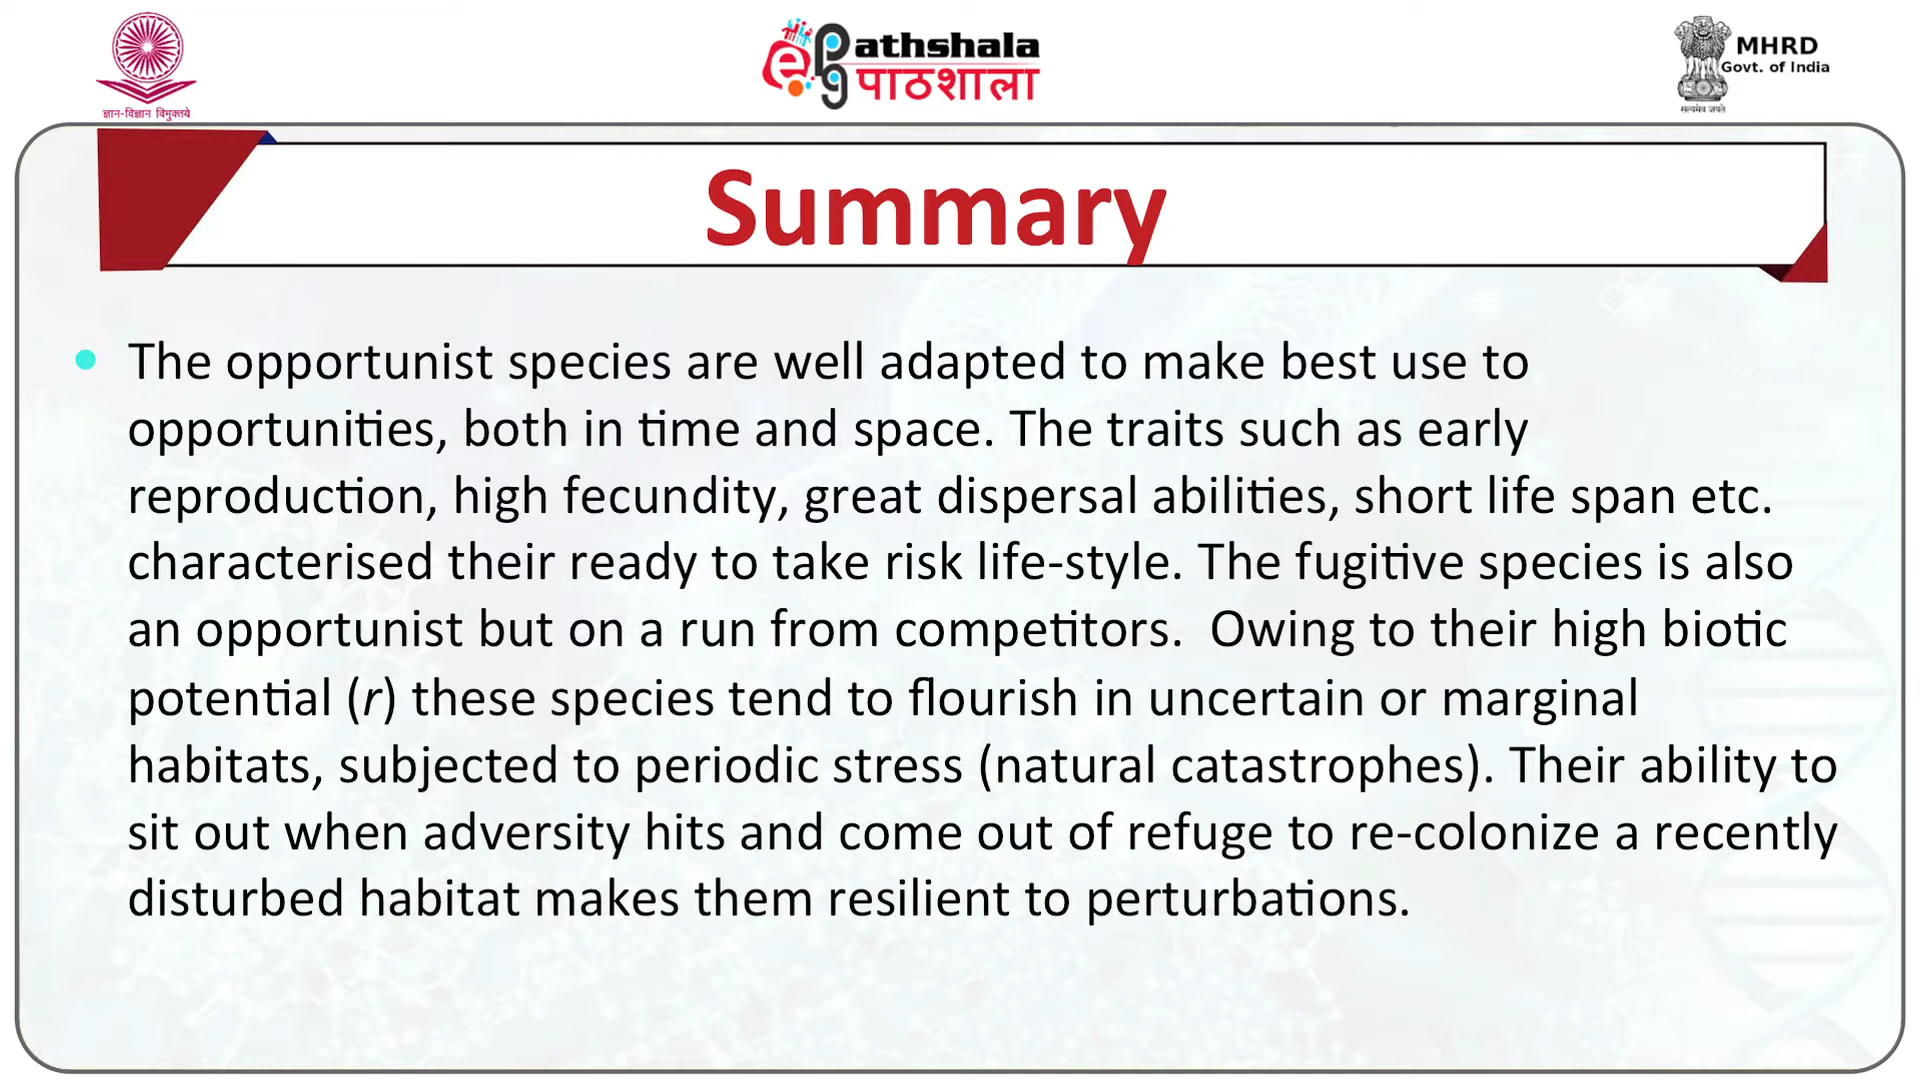 ज्ञान-विज्ञान विमुक्तये
ePG
athshala
पाठशाला
MHRD
Govt. of India
सत्यमेव जयते
Summary
• The opportunist species are well adapted to make best use to
opportunities, both in time and space. The traits such as early
reproduction, high fecundity, great dispersal abilities, short life span etc.
characterised their ready to take risk life-style. The fugitive species is also
an opportunist but on a run from competitors.  Owing to their high biotic
potential (r) these species tend to flourish in uncertain or marginal
habitats, subjected to periodic stress (natural catastrophes). Their ability to
sit out when adversity hits and come out of refuge to re-colonize a recently
disturbed habitat makes them resilient to perturbations.